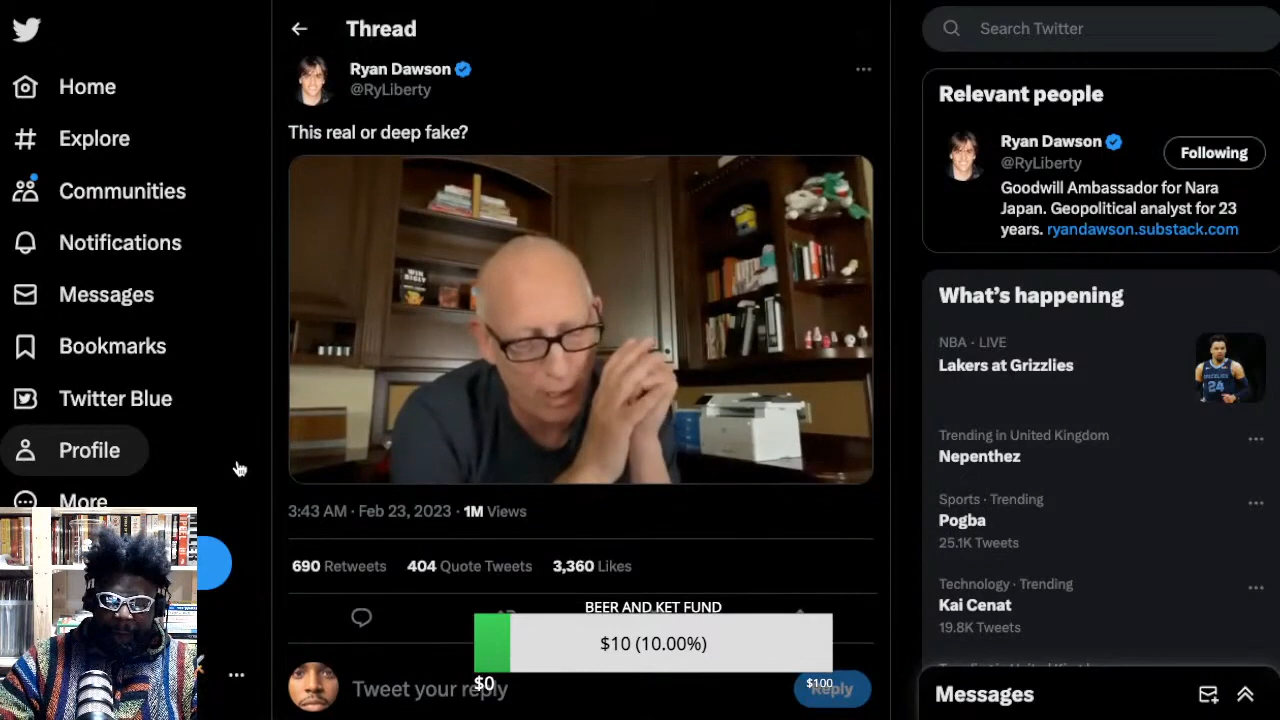 Home
Explore
Communities
Notifications
Messages
Bookmarks
Twitter Blue
Profile
More
Thread
Ryan Dawson
@RyLiberty
This real or deep fake?
WIN
BIGLY
3:43 AM · Feb 23, 2023 · 1M Views
690 Retweets 404 Quote Tweets 3,360 Likes
BEER AND KET FUND
$10 (10.00%)
$0
$100
Tweet your reply
Reply
Search Twitter
Relevant people
Ryan Dawson
@RyLiberty
Following
Goodwill Ambassador for Nara
Japan. Geopolitical analyst for 23
years. ryandawson.substack.com
What's happening
NBA · LIVE
Lakers at Grizzlies
24
Trending in United Kingdom
Nepenthez
Sports · Trending
Pogba
25.1K Tweets
Technology · Trending
Kai Cenat
19.8K Tweets
Messages